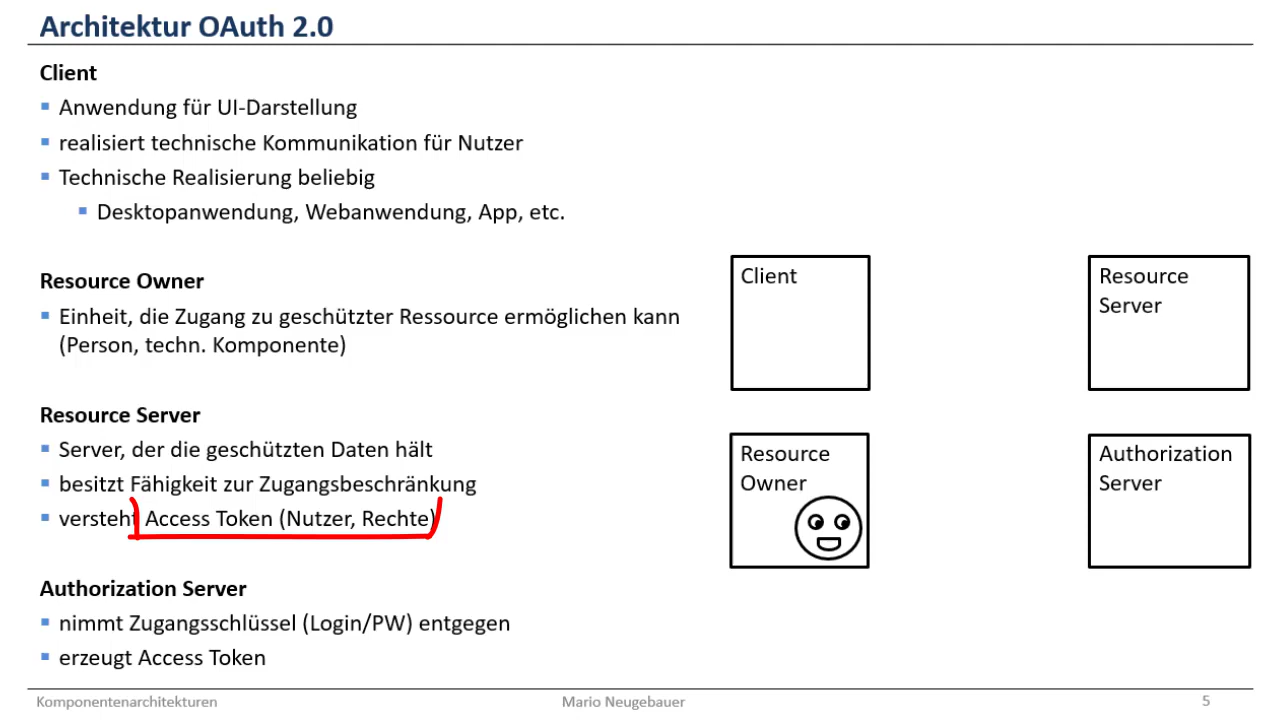 Architektur OAuth 2.0
Client
Anwendung für UI-Darstellung
realisiert technische Kommunikation für Nutzer
Technische Realisierung beliebig
Desktopanwendung, Webanwendung, App, etc.
Resource Owner
Einheit, die Zugang zu geschützter Ressource ermöglichen kann
(Person, techn. Komponente)
Resource Server
Server, der die geschützten Daten hält
besitzt Fähigkeit zur Zugangsbeschränkung
versteht Access Token (Nutzer, Rechte)
Authorization Server
nimmt Zugangsschlüssel (Login/PW) entgegen
erzeugt Access Token
Client
Resource
Server
Resource
Owner
Authorization
Server
Komponentenarchitekturen
Mario Neugebauer
5